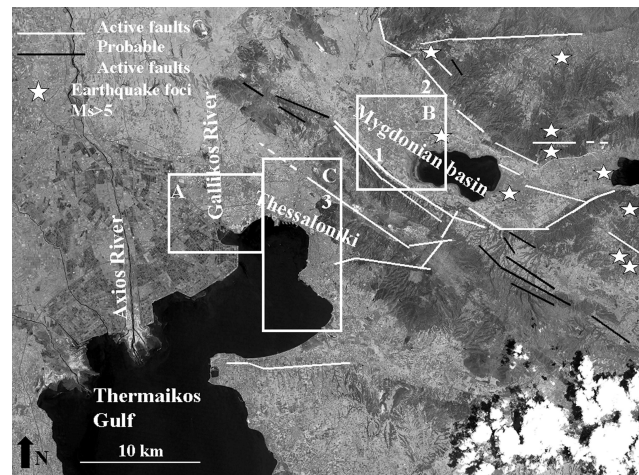 Active faults
Probable
Active faults
Earthquake foci
Ms>5
Gallikos River
Axios River
A
B
C
1
2
3
Mygdonian basin
Thessaloniki
Thermaikos
Gulf
N
10 km